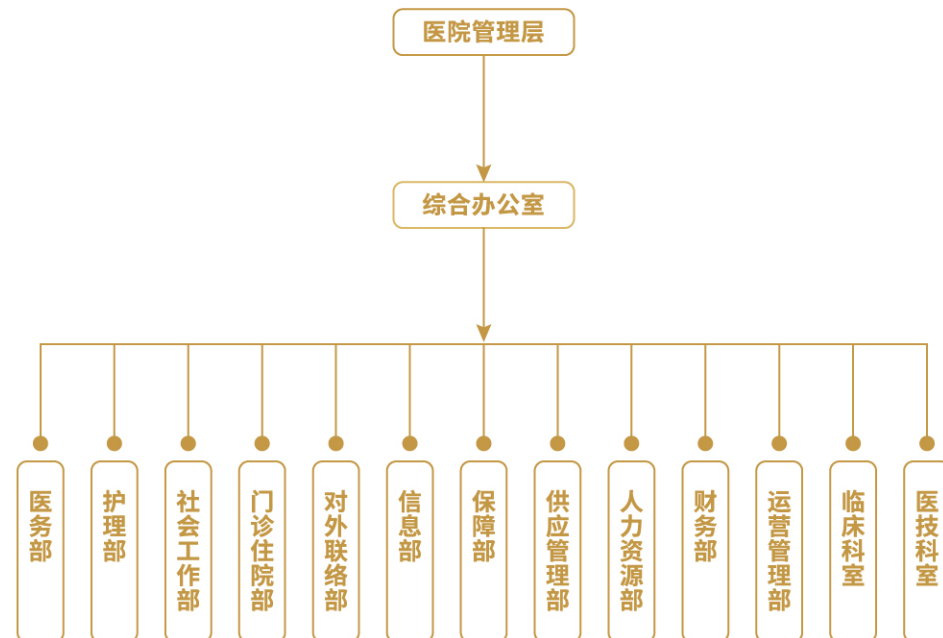 医院管理层
综合办公室
医务部
护理部
社会工作部
门诊住院部
对外联络部
信息部
保障部
供应管理部
人力资源部
财务部
运营管理部
临床科室
医技科室